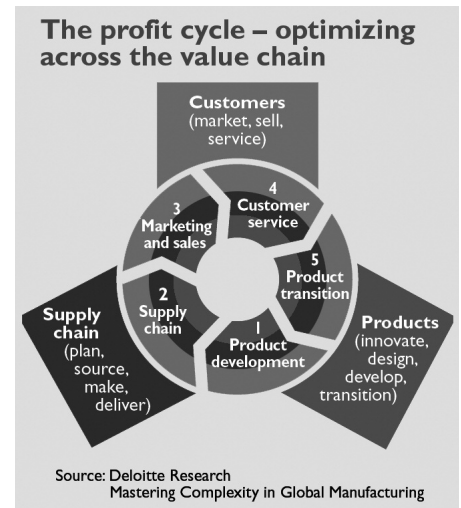 The profit cycle – optimizing
across the value chain
Customers
(market, sell,
service)
4
Customer
service
3
Marketing
and sales
5
Product
transition
2
Supply
chain
1
Product
development
Supply
chain
(plan,
source,
make,
deliver)
Products
(innovate,
design,
develop,
transition)
Source: Deloitte Research
Mastering Complexity in Global Manufacturing